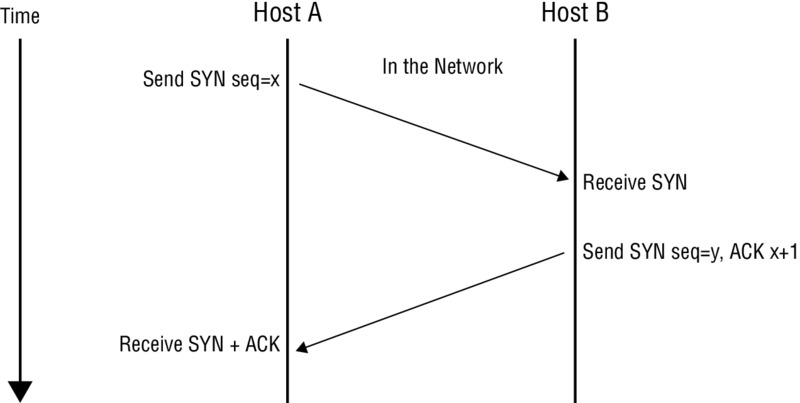 Time
Host A
Host B
Send SYN seq=x
In the Network
Receive SYN
Send SYN seq=y, ACK x+1
Receive SYN + ACK